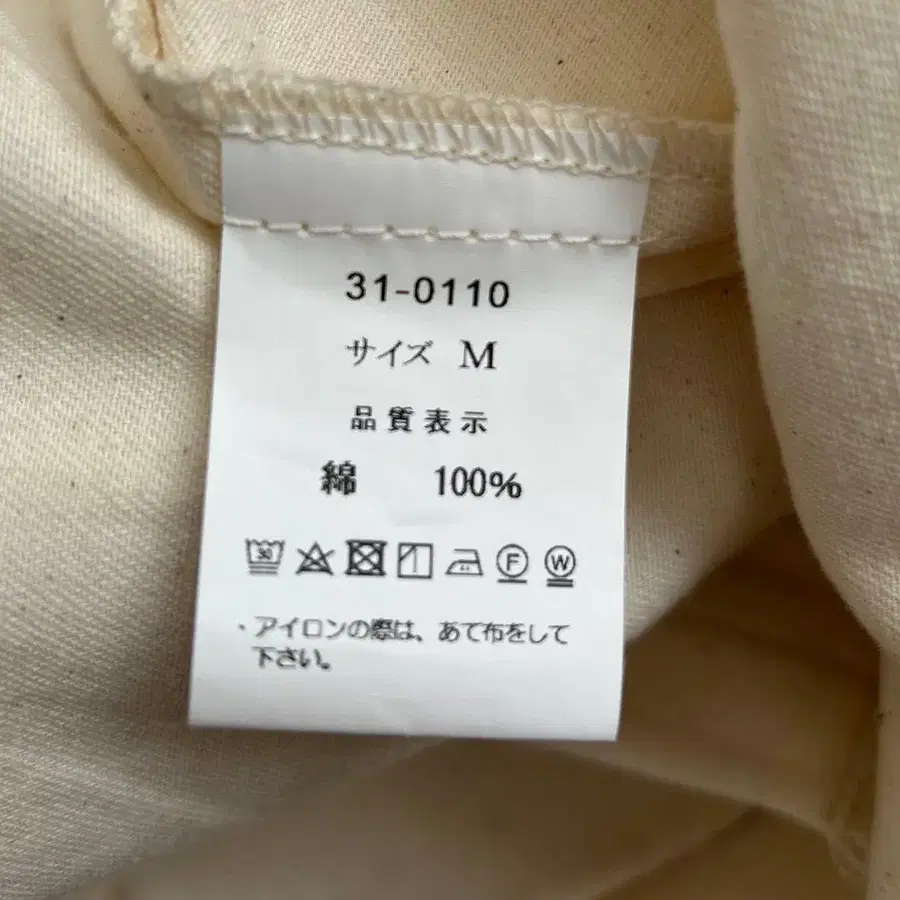 31-0110
サイズ M
品質表示
綿 100%
30 F W
・アイロンの際は、あて布をして
下さい。